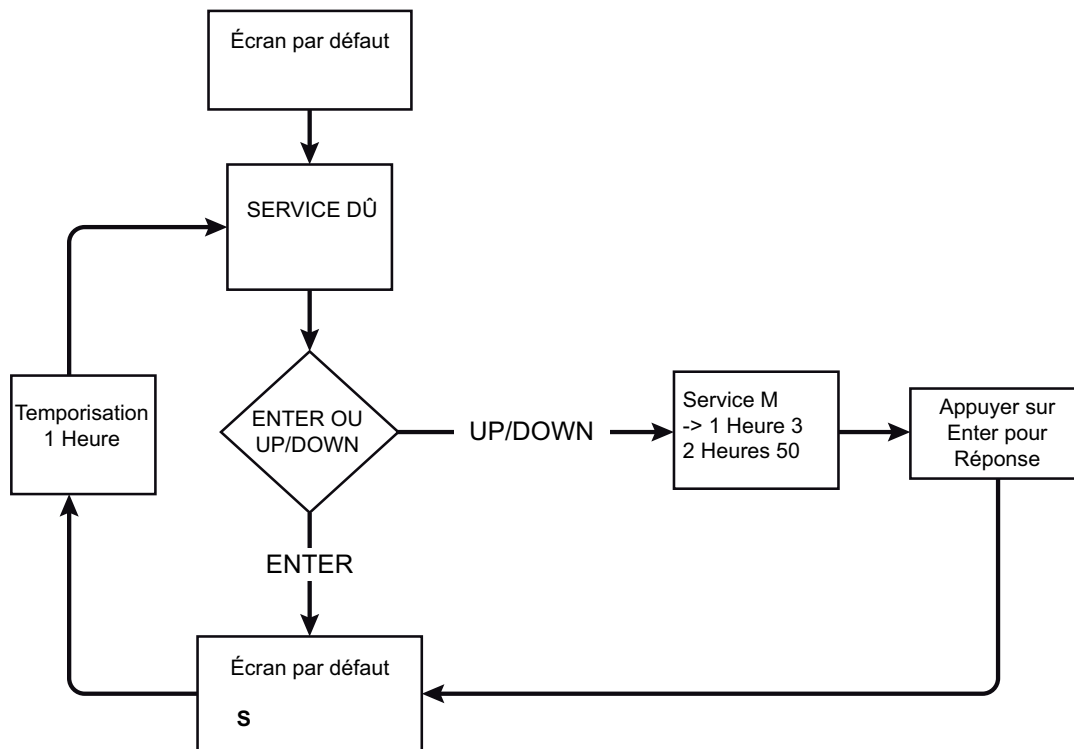 Écran par défaut
SERVICE DÛ
Temporisation
1 Heure
ENTER OU
UP/DOWN
UP/DOWN
Service M
-> 1 Heure 3
2 Heures 50
Appuyer sur
Enter pour
Réponse
ENTER
Écran par défaut
S